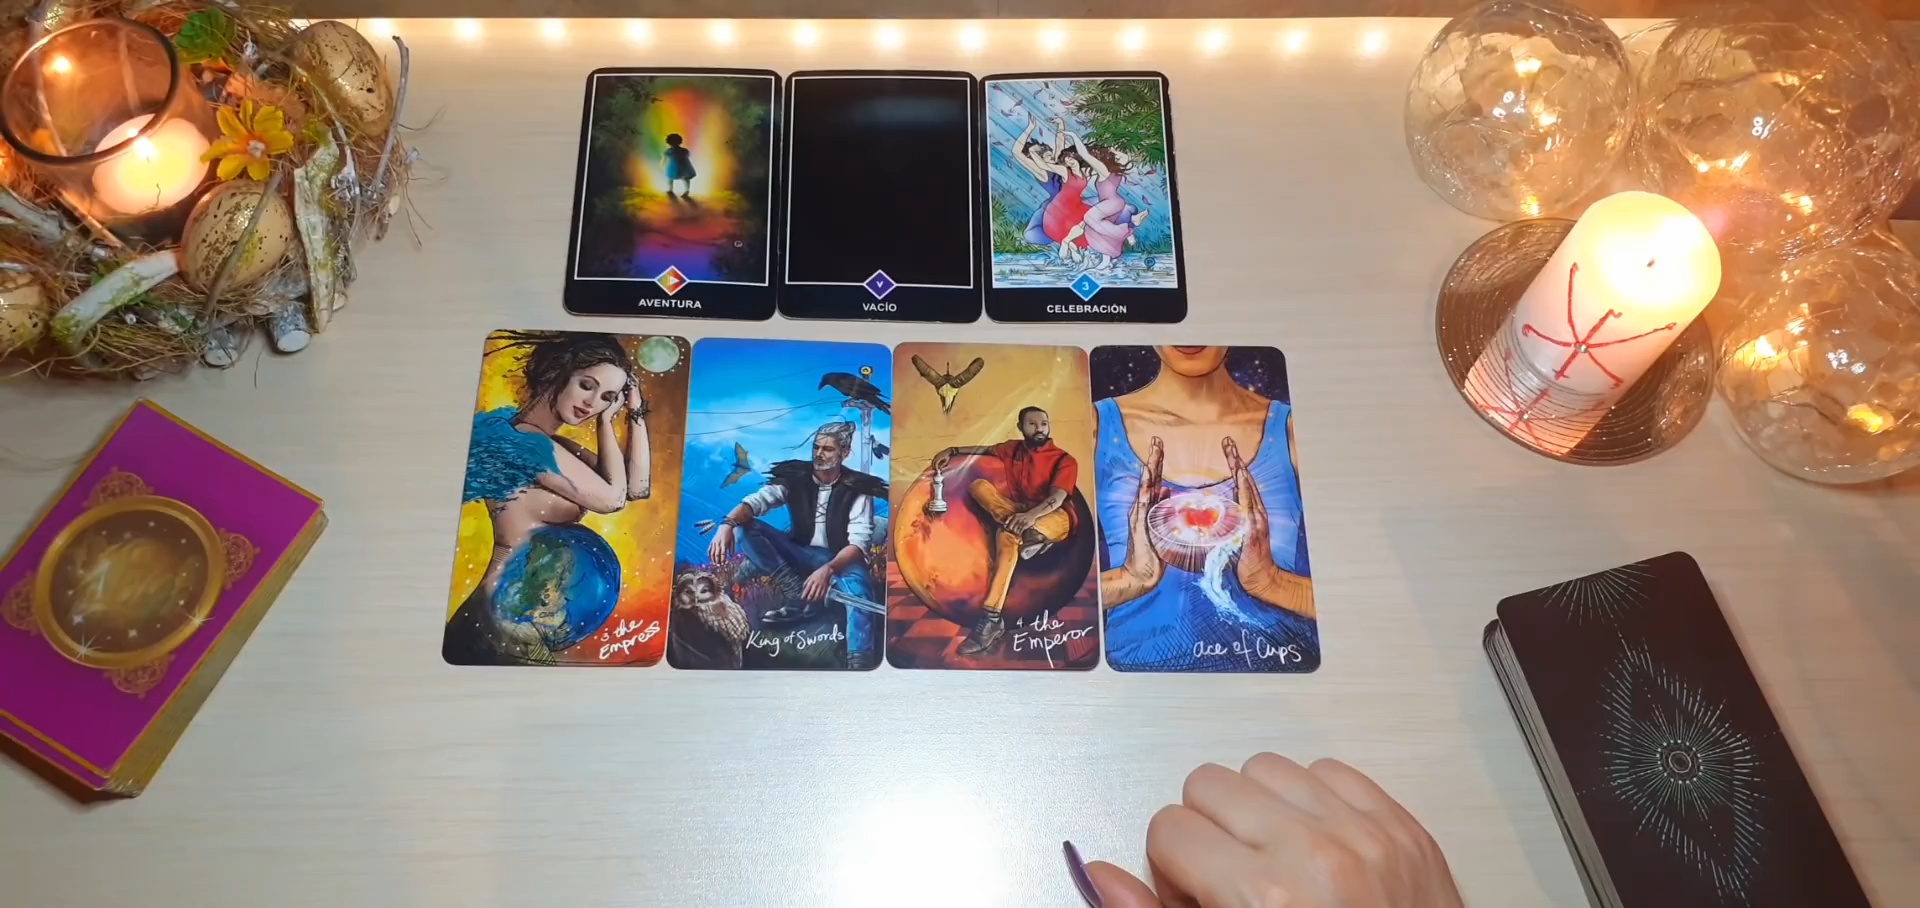 AVENTURA
V
VACÍO
3
CELEBRACIÓN
3 the
Empress
King of Swords
4 the
Emperor
ace of Cups